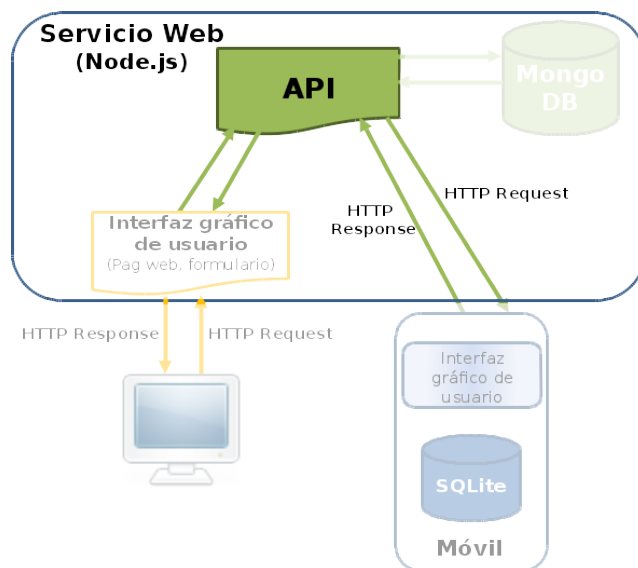 Servicio Web
(Node.js)
API
Mongo
DB
HTTP Request
HTTP
Response
Interfaz gráfico
de usuario
(Pag web, formulario)
HTTP Response
HTTP Request
Interfaz
gráfico de
usuario
SQLite
Móvil